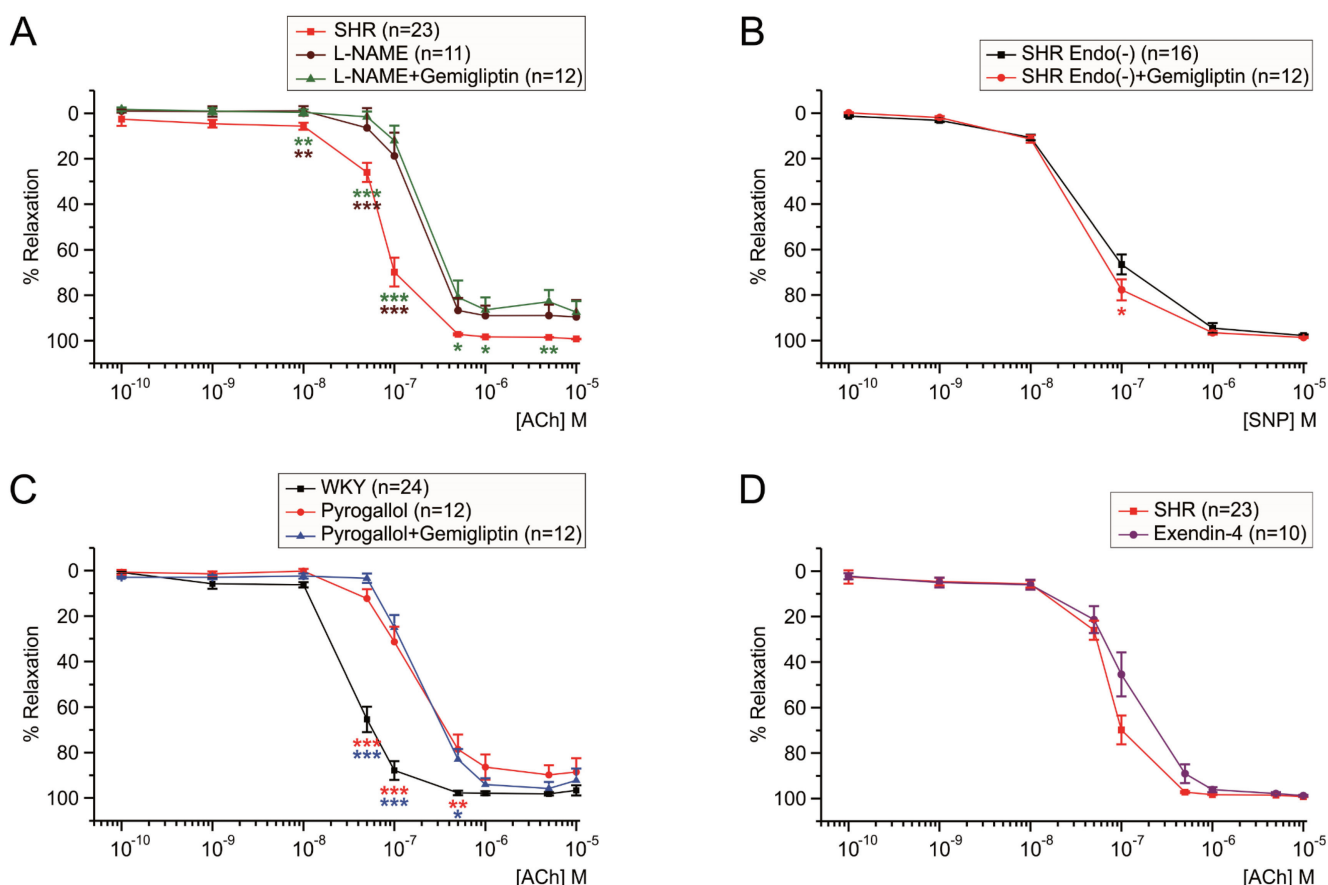 A
SHR (n=23)
L-NAME (n=11)
L-NAME+Gemigliptin (n=12)
% Relaxation
0
20
40
60
80
100
**
**
***
***
***
***
*
*
**
10-10
10-9
10-8
10-7
10-6
10-5
[ACh] M
B
SHR Endo(-) (n=16)
SHR Endo(-)+Gemigliptin (n=12)
% Relaxation
0
20
40
60
80
100
*
10-10
10-9
10-8
10-7
10-6
10-5
[SNP] M
C
WKY (n=24)
Pyrogallol (n=12)
Pyrogallol+Gemigliptin (n=12)
% Relaxation
0
20
40
60
80
100
***
***
***
***
**
*
10-10
10-9
10-8
10-7
10-6
10-5
[ACh] M
D
SHR (n=23)
Exendin-4 (n=10)
% Relaxation
0
20
40
60
80
100
10-10
10-9
10-8
10-7
10-6
10-5
[ACh] M